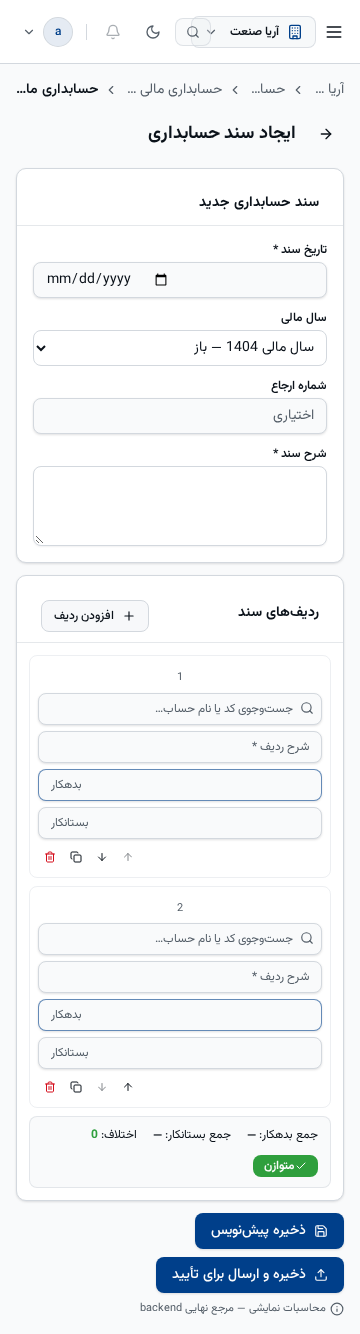 آریا صنعت
a
آریا ...
حسا...
حسابداری مالی ...
حسابداری ما...
ایجاد سند حسابداری
سند حسابداری جدید
تاریخ سند *
mm/dd/yyyy
سال مالی
سال مالی 1404 — باز
شماره ارجاع
اختیاری
شرح سند *
ردیف‌های سند
افزودن ردیف
1
جست‌وجوی کد یا نام حساب...
شرح ردیف *
بدهکار
بستانکار
2
جست‌وجوی کد یا نام حساب...
شرح ردیف *
بدهکار
بستانکار
جمع بدهکار: — جمع بستانکار: — اختلاف: 0
متوازن
ذخیره پیش‌نویس
ذخیره و ارسال برای تأیید
محاسبات نمایشی — مرجع نهایی backend